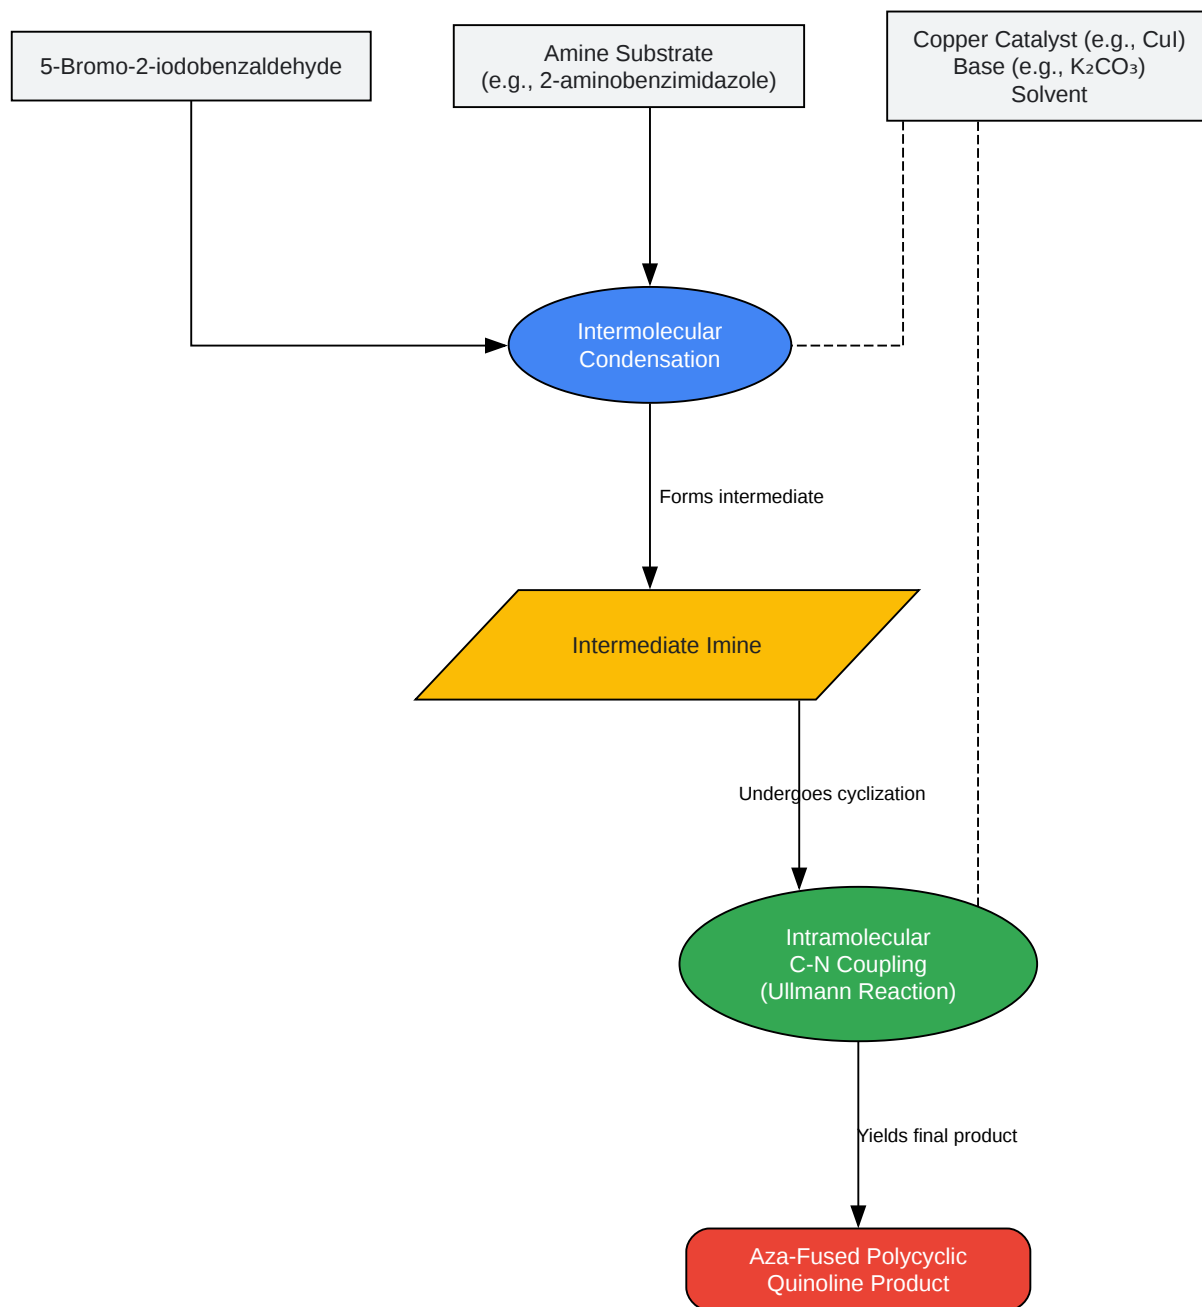 5-Bromo-2-iodobenzaldehyde
Amine Substrate
(e.g., 2-aminobenzimidazole)
Copper Catalyst (e.g., CuI)
Base (e.g., K₂CO₃)
Solvent
Intermolecular
Condensation
Forms intermediate
Intermediate Imine
Undergoes cyclization
Intramolecular
C-N Coupling
(Ullmann Reaction)
Yields final product
Aza-Fused Polycyclic
Quinoline Product